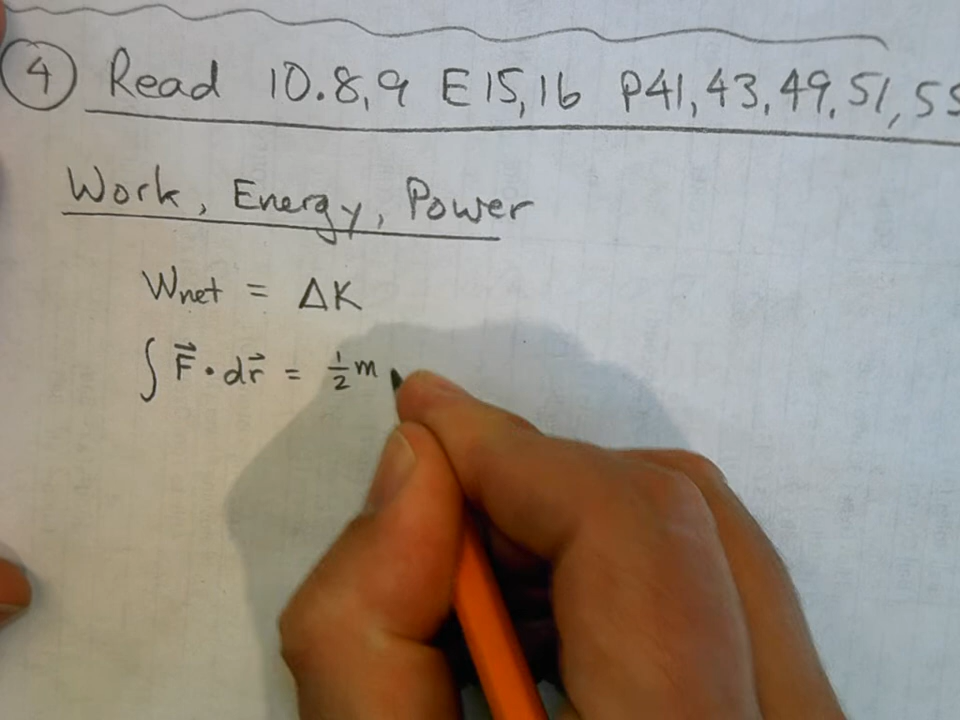 ④ Read 10.8,9 E15,16 P41,43,49,51,55
Work, Energy, Power
Wnet = ΔK
∫ F⃗ · dr⃗ = ½m